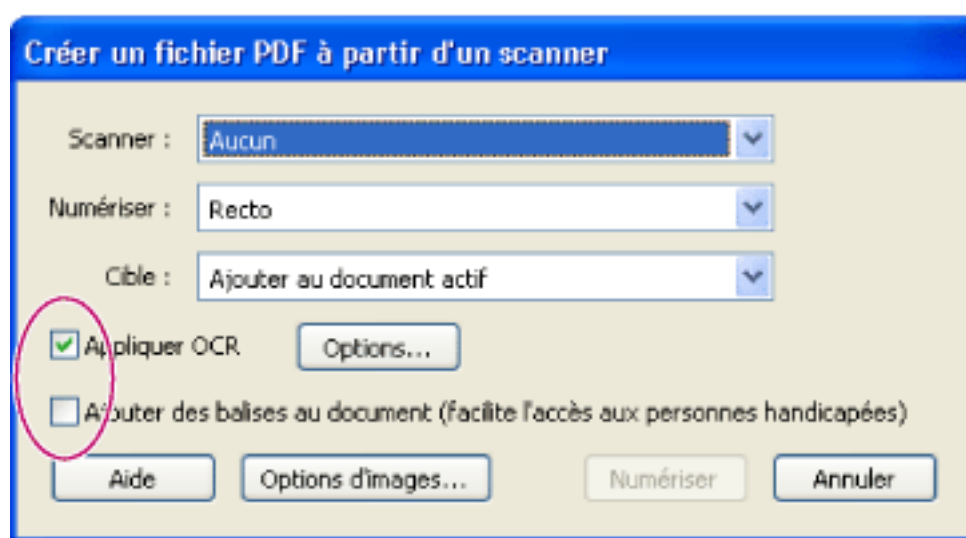 Créer un fichier PDF à partir d'un scanner
Scanner : Aucun
Numériser : Recto
Cible : Ajouter au document actif
Appliquer OCR Options...
Ajouter des balises au document (facilite l'accès aux personnes handicapées)
Aide Options d'images... Numériser Annuler